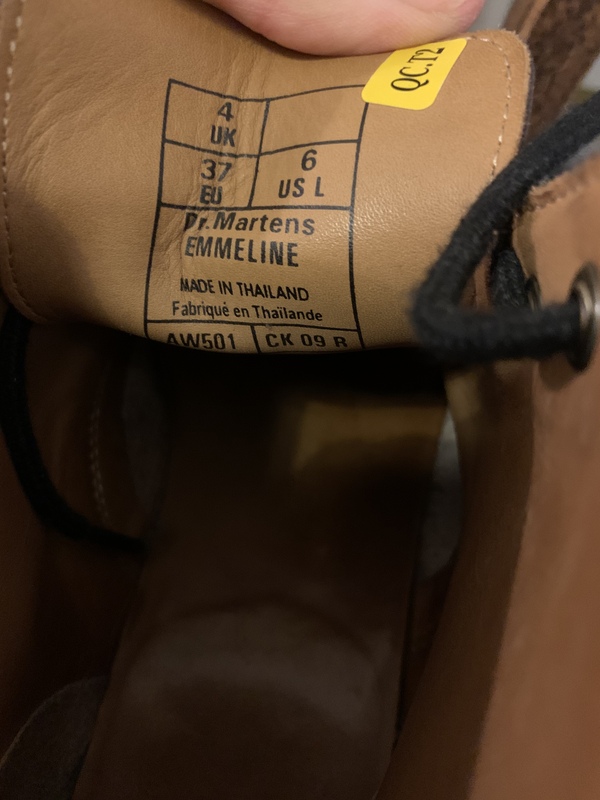 QC.T2
4
UK
37 6
EU US L
Dr.Martens
EMMELINE
MADE IN THAILAND
Fabriqué en Thaïlande
AW501 CK 09 R